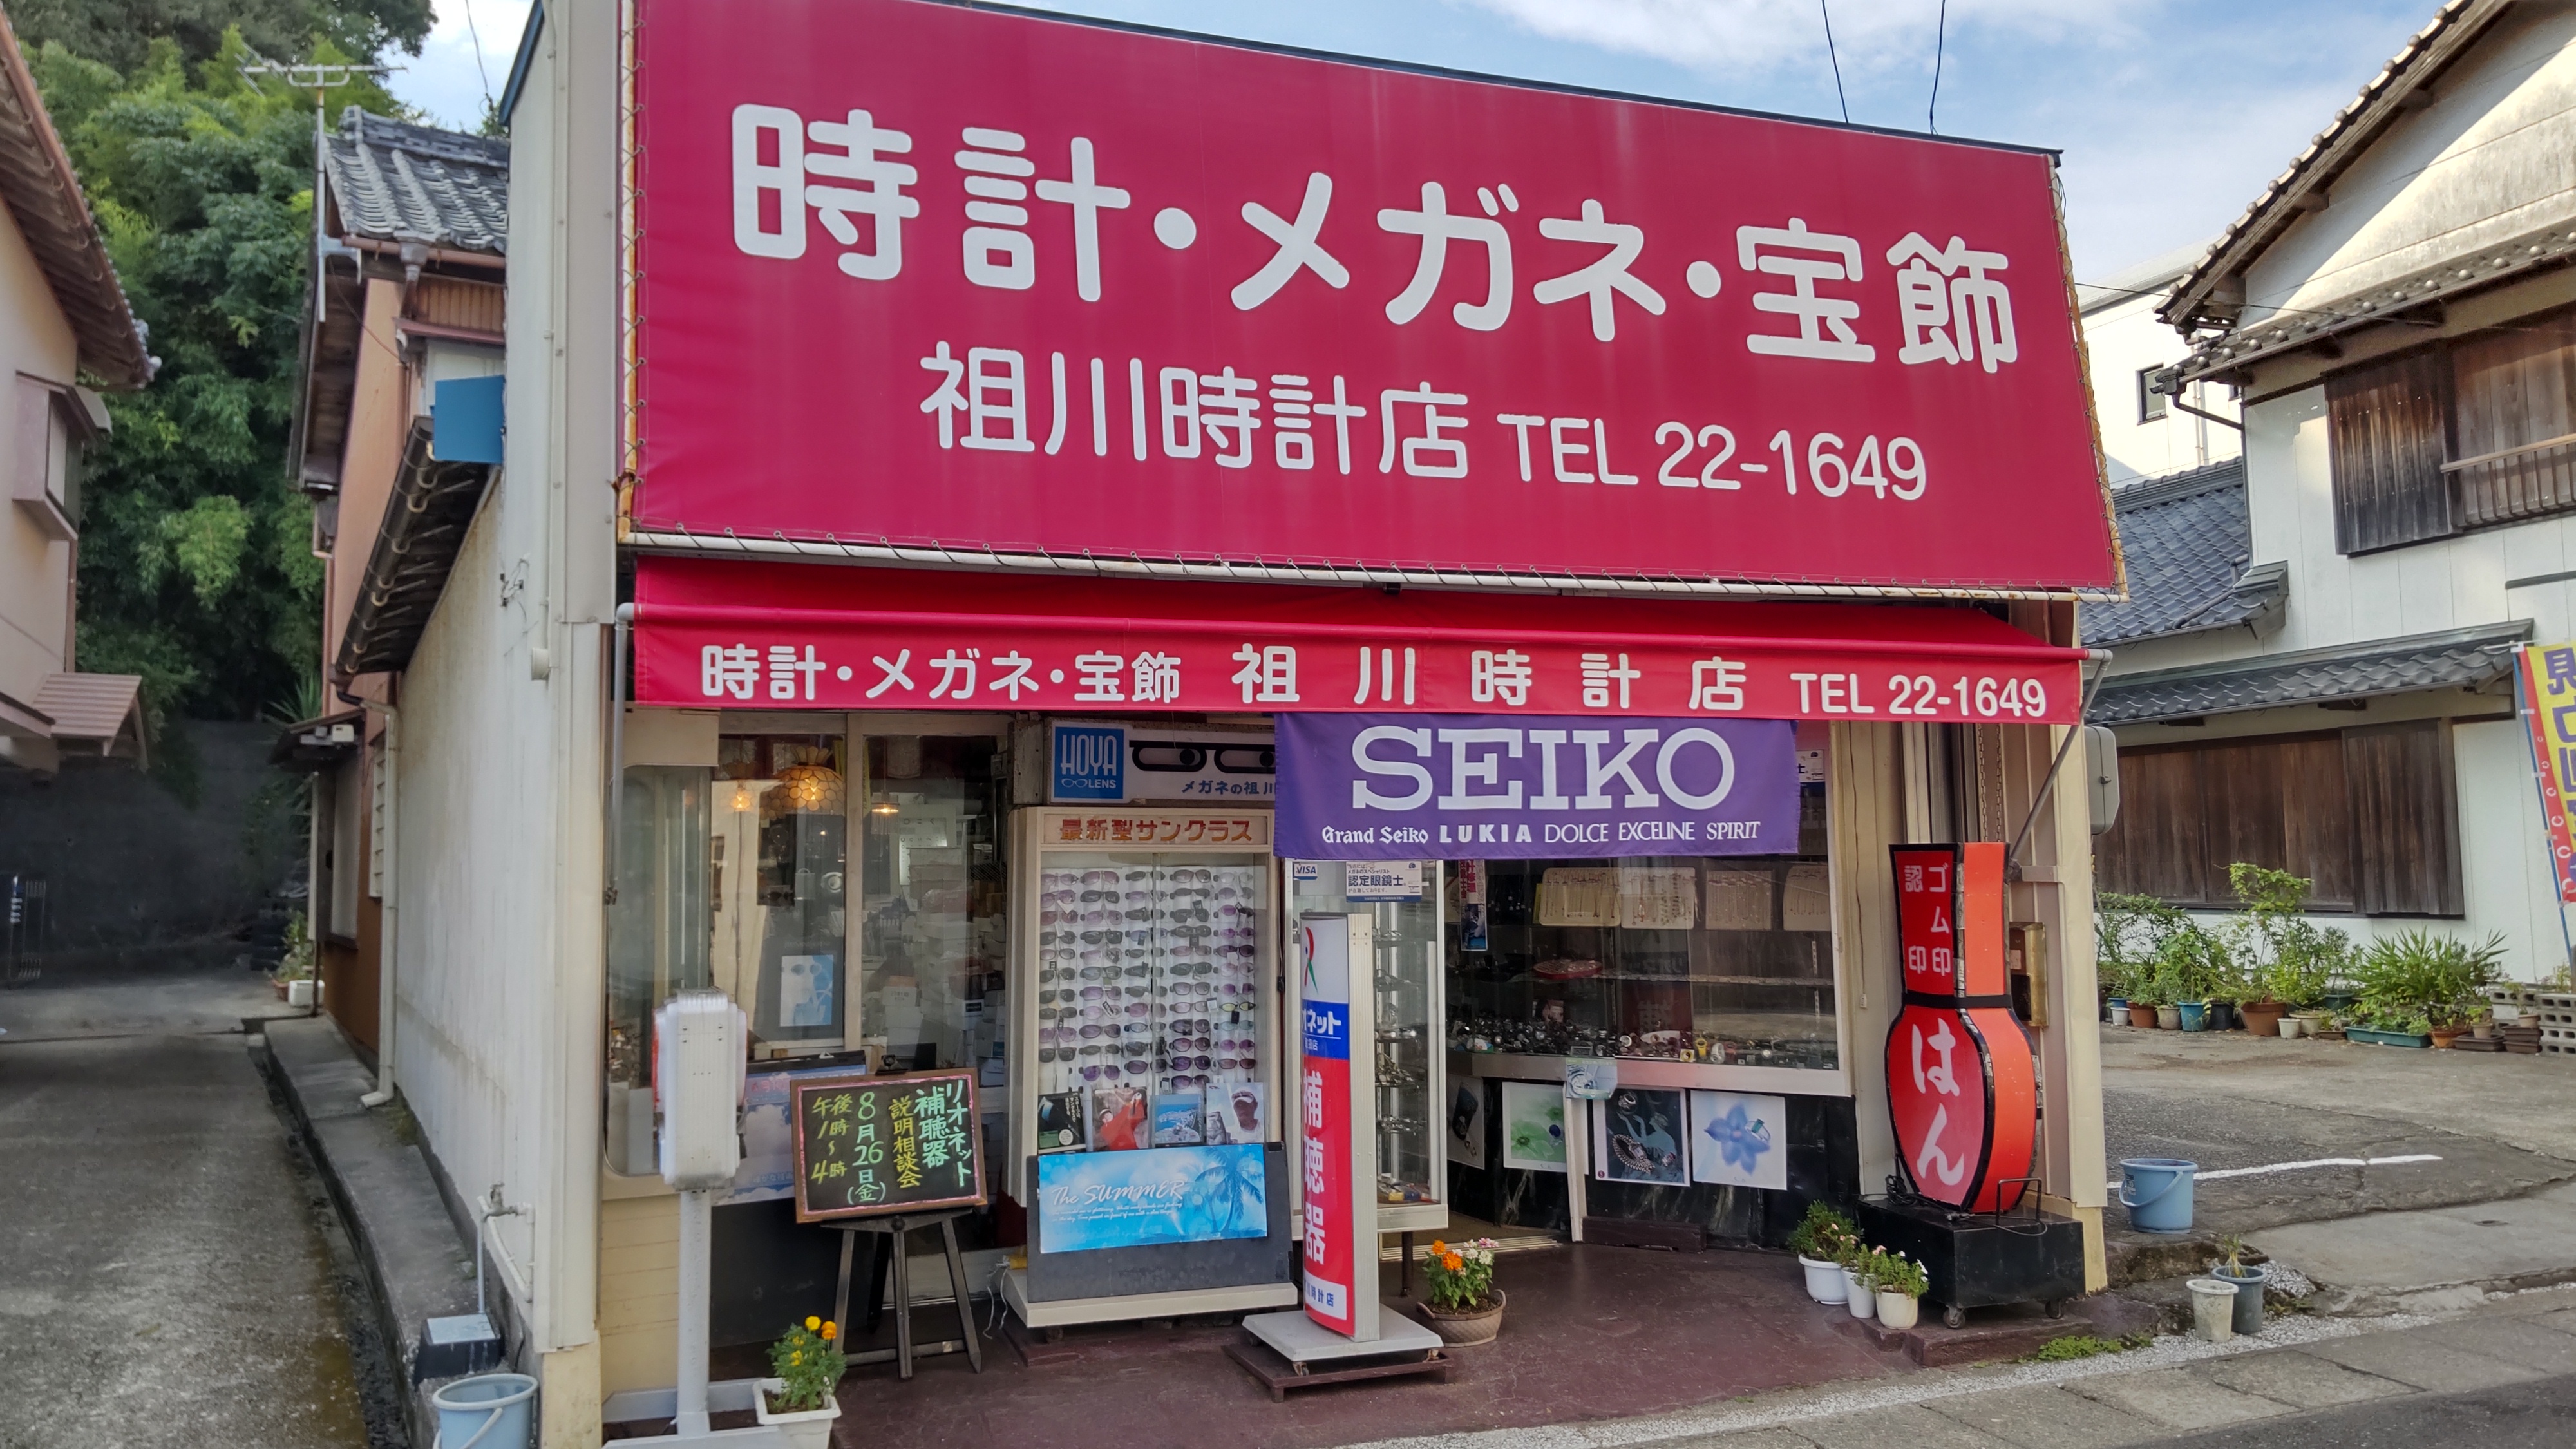 時計・メガネ・宝飾
祖川時計店 TEL 22-1649
時計・メガネ・宝飾 祖川時計店 TEL 22-1649
HOYA
LENS
メガネの祖川
SEIKO
Grand Seiko LUKIA DOLCE EXCELINE SPIRIT
最新型サングラス
VISA
認定眼鏡士
リオネット
補聴器
説明相談会
8月26日(金)
午後1時~4時
The SUMMER
オネット
補聴器
時計店
ゴム印
認印
はん